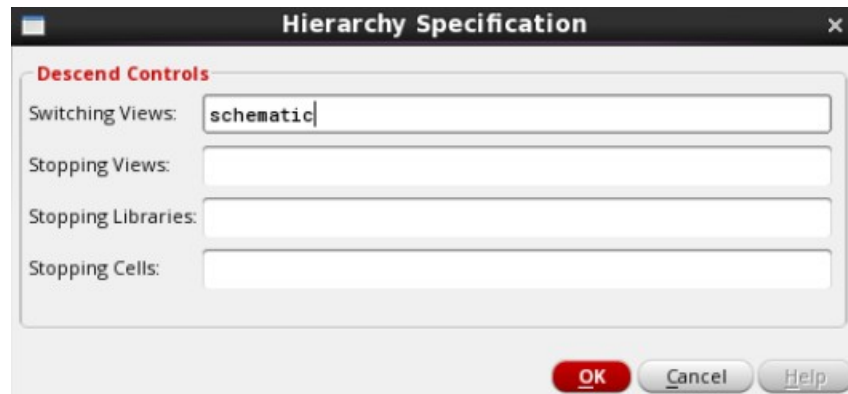 Hierarchy Specification
Descend Controls
Switching Views: schematic
Stopping Views:
Stopping Libraries:
Stopping Cells:
OK Cancel Help